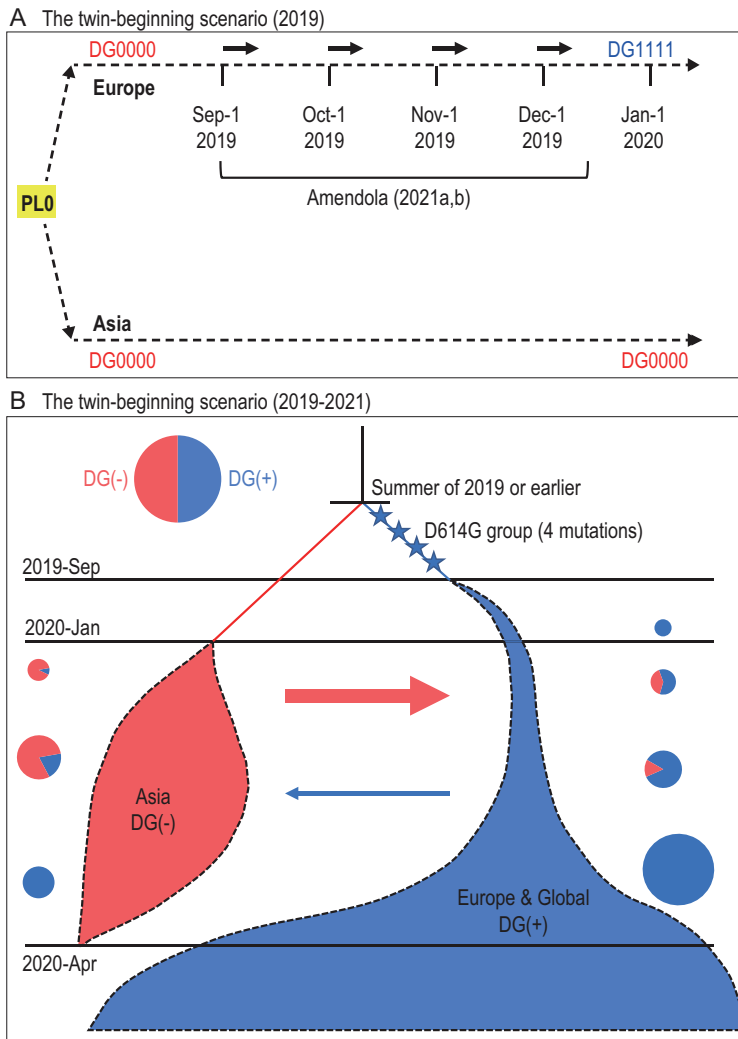 A The twin-beginning scenario (2019)
DG0000
DG1111
Europe
Sep-1 Oct-1 Nov-1 Dec-1 Jan-1
2019 2019 2019 2019 2020
Amendola (2021a,b)
PL0
Asia
DG0000
DG0000
B The twin-beginning scenario (2019-2021)
DG(-)
DG(+)
Summer of 2019 or earlier
D614G group (4 mutations)
2019-Sep
2020-Jan
Asia
DG(-)
Europe & Global
DG(+)
2020-Apr